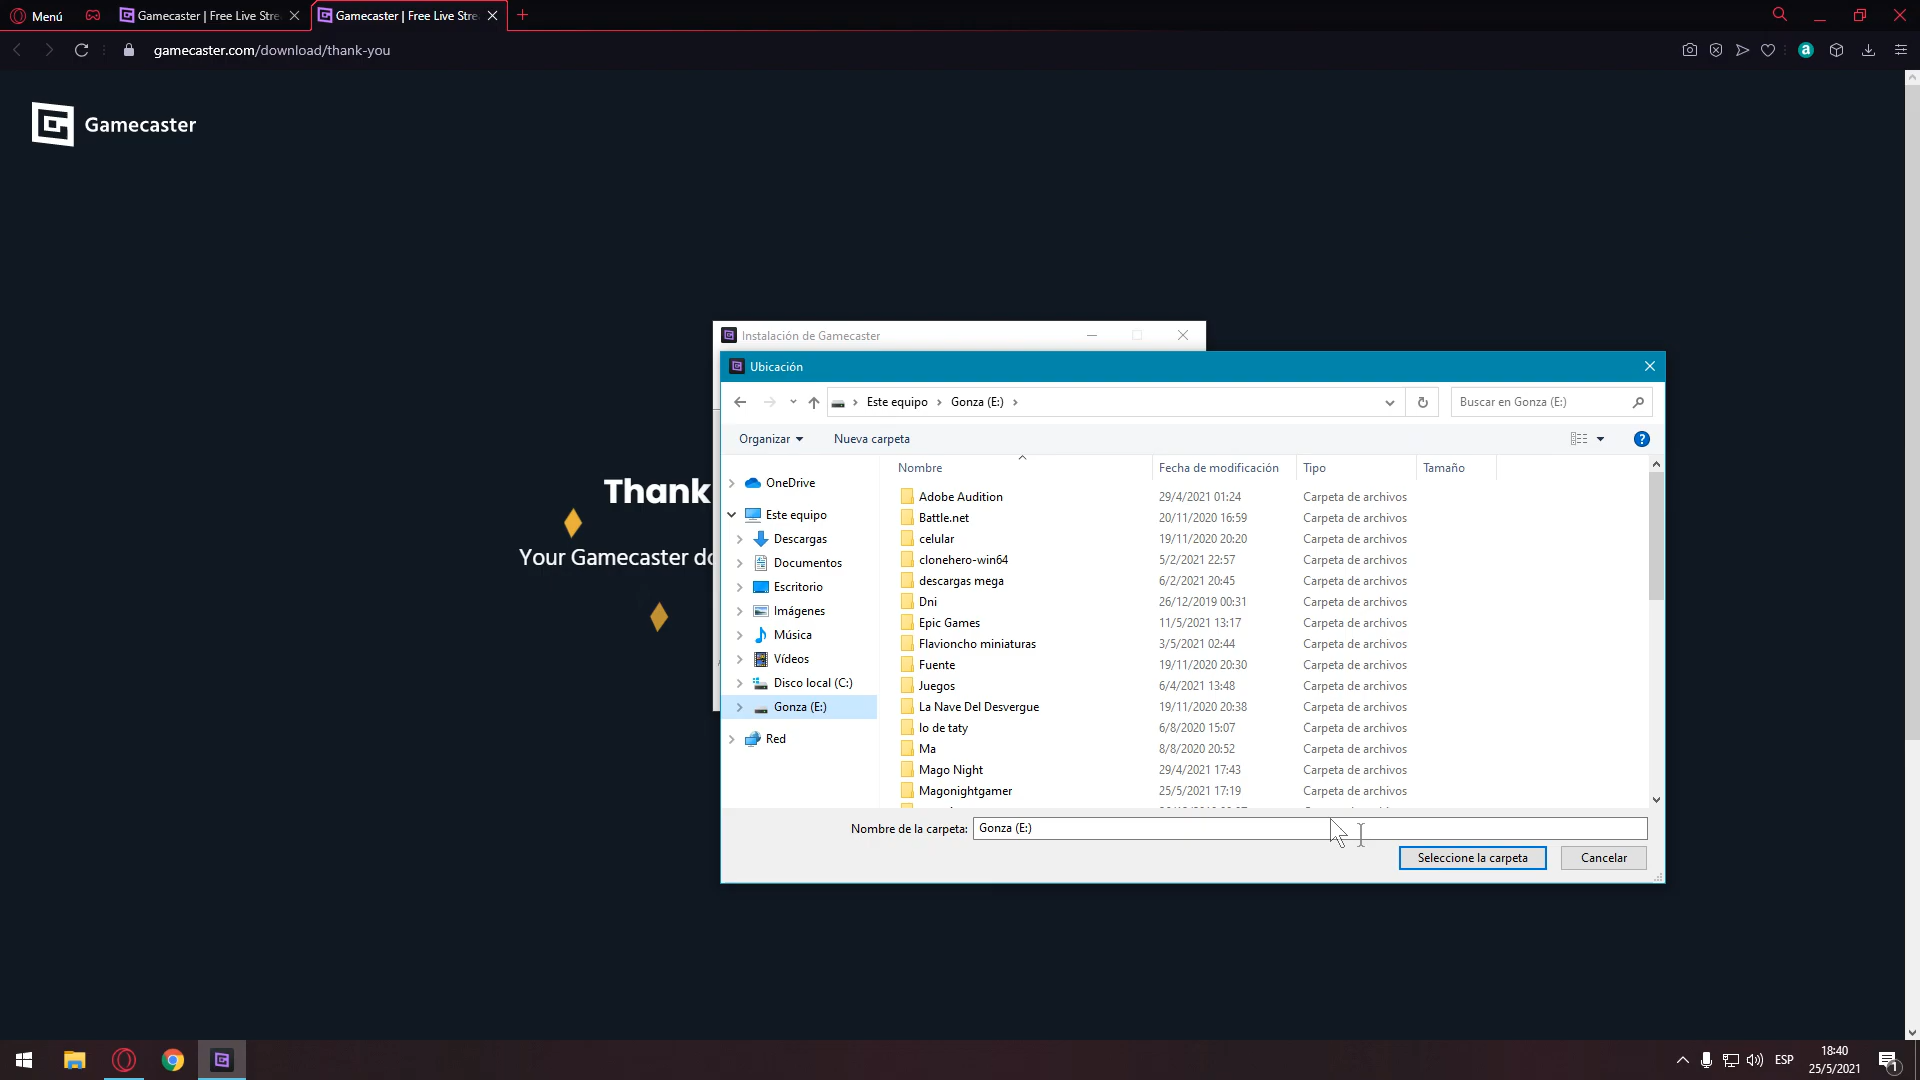 Menú
Gamecaster | Free Live Stre
Gamecaster | Free Live Stre
gamecaster.com/download/thank-you
Gamecaster
Thank
Your Gamecaster do
Instalación de Gamecaster
Ubicación
Este equipo
Gonza (E:)
Buscar en Gonza (E:)
Organizar
Nueva carpeta
OneDrive
Este equipo
Descargas
Documentos
Escritorio
Imágenes
Música
Vídeos
Disco local (C:)
Gonza (E:)
Red
Nombre Fecha de modificación Tipo Tamaño
Adobe Audition 29/4/2021 01:24 Carpeta de archivos
Battle.net 20/11/2020 16:59 Carpeta de archivos
celular 19/11/2020 20:20 Carpeta de archivos
clonehero-win64 5/2/2021 22:57 Carpeta de archivos
descargas mega 6/2/2021 20:45 Carpeta de archivos
Dni 26/12/2019 00:31 Carpeta de archivos
Epic Games 11/5/2021 13:17 Carpeta de archivos
Flavioncho miniaturas 3/5/2021 02:44 Carpeta de archivos
Fuente 19/11/2020 20:30 Carpeta de archivos
Juegos 6/4/2021 13:48 Carpeta de archivos
La Nave Del Desvergue 19/11/2020 20:38 Carpeta de archivos
lo de taty 6/8/2020 15:07 Carpeta de archivos
Ma 8/8/2020 20:52 Carpeta de archivos
Mago Night 29/4/2021 17:43 Carpeta de archivos
Magonightgamer 25/5/2021 17:19 Carpeta de archivos
Nombre de la carpeta: Gonza (E:)
Seleccione la carpeta
Cancelar
ESP
18:40
25/5/2021
1